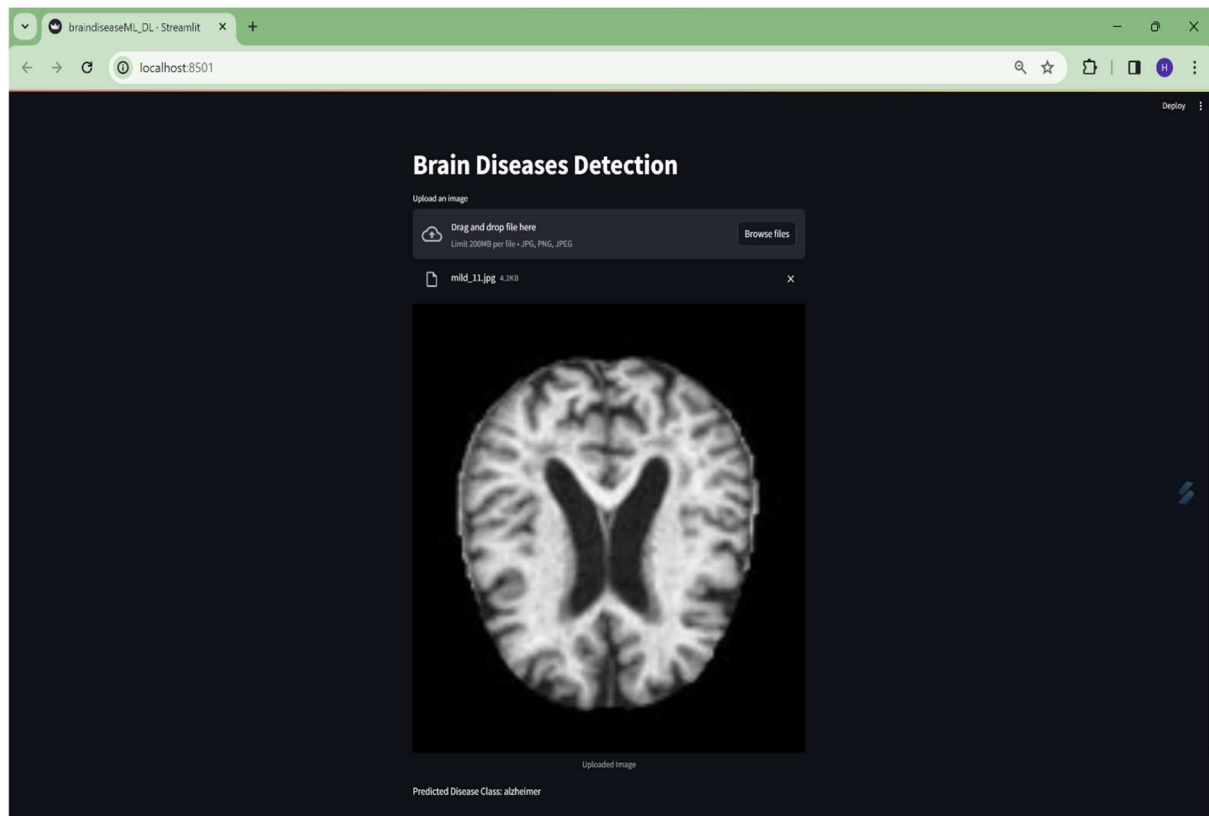 braindiseaseML_DL · Streamlit
localhost:8501
H
Deploy
Brain Diseases Detection
Upload an image
Drag and drop file here
Limit 200MB per file • JPG, PNG, JPEG
Browse files
mild_11.jpg 4.2KB
Uploaded Image
Predicted Disease Class: alzheimer